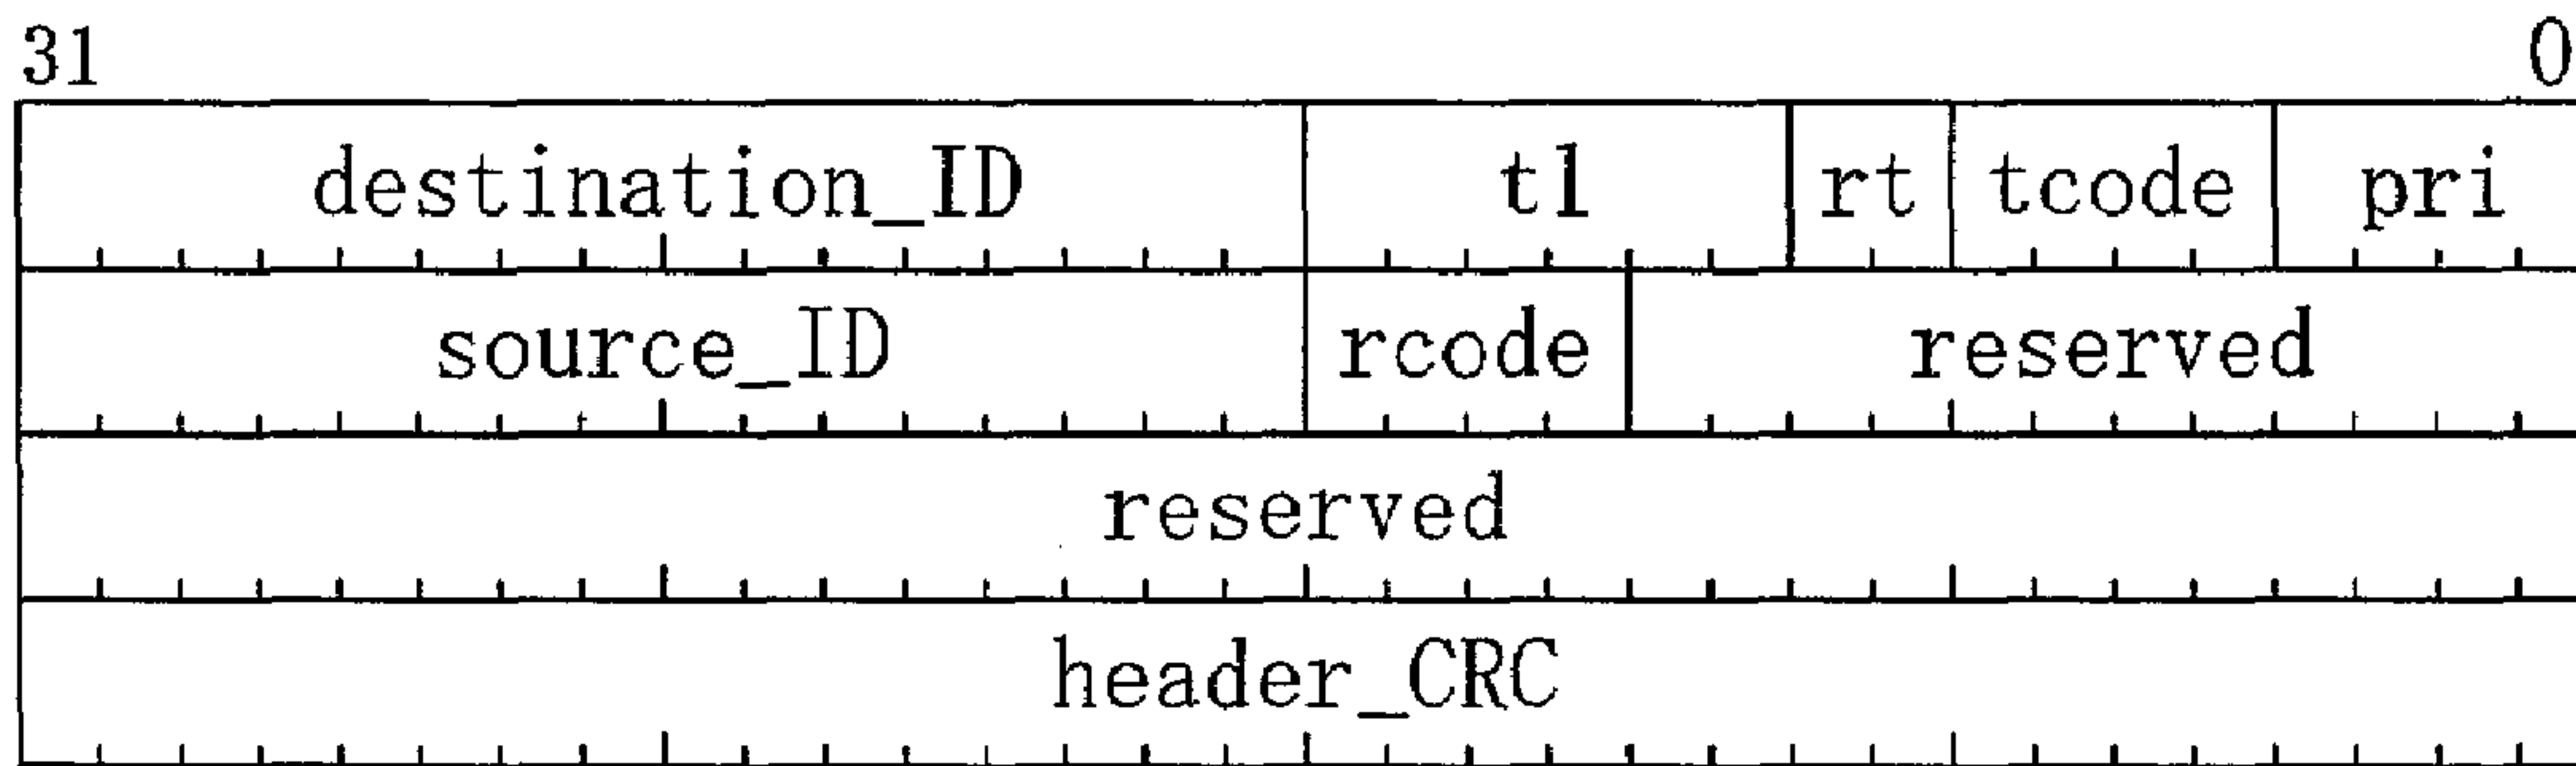 31 0
destination_ID tl rt tcode pri
source_ID rcode reserved
reserved
header_CRC